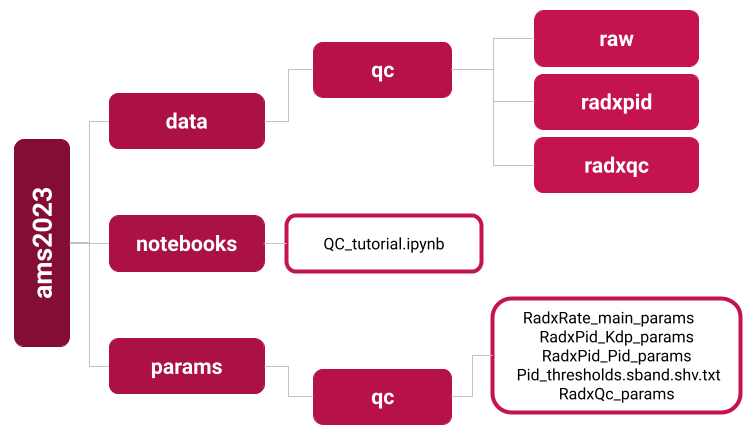 ams2023
data
qc
raw
radxpid
radxqc
notebooks
QC_tutorial.ipynb
params
qc
RadxRate_main_params
RadxPid_Kdp_params
RadxPid_Pid_params
Pid_thresholds.sband.shv.txt
RadxQc_params